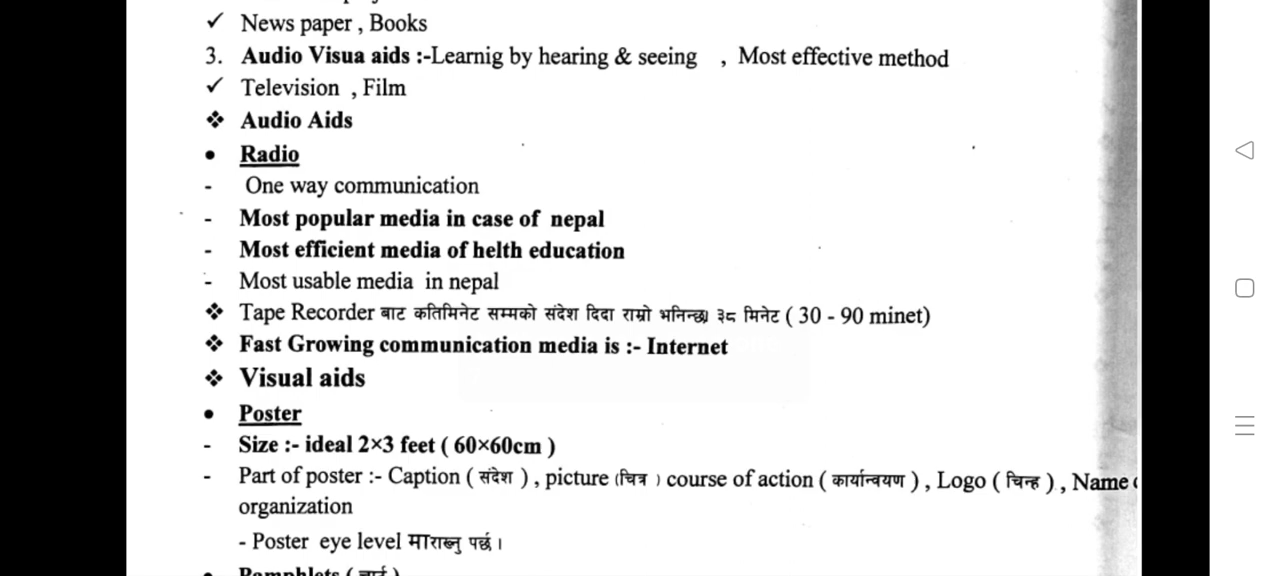 ✓ News paper , Books
3. Audio Visua aids :-Learnig by hearing & seeing , Most effective method
✓ Television , Film
❖ Audio Aids
• Radio
- One way communication
- Most popular media in case of nepal
- Most efficient media of helth education
- Most usable media in nepal
❖ Tape Recorder बाट कतिमिनेट सम्मको संदेश दिदा राम्रो भनिन्छ। ३८ मिनेट ( 30 - 90 minet)
❖ Fast Growing communication media is :- Internet
❖ Visual aids
• Poster
- Size :- ideal 2×3 feet ( 60×60cm )
- Part of poster :- Caption ( संदेश ) , picture (चित्र ) course of action ( कार्यान्वयण ) , Logo ( चिन्ह ) , Name
organization
- Poster eye level माराख्नु पर्छ ।
• Pamphlets (